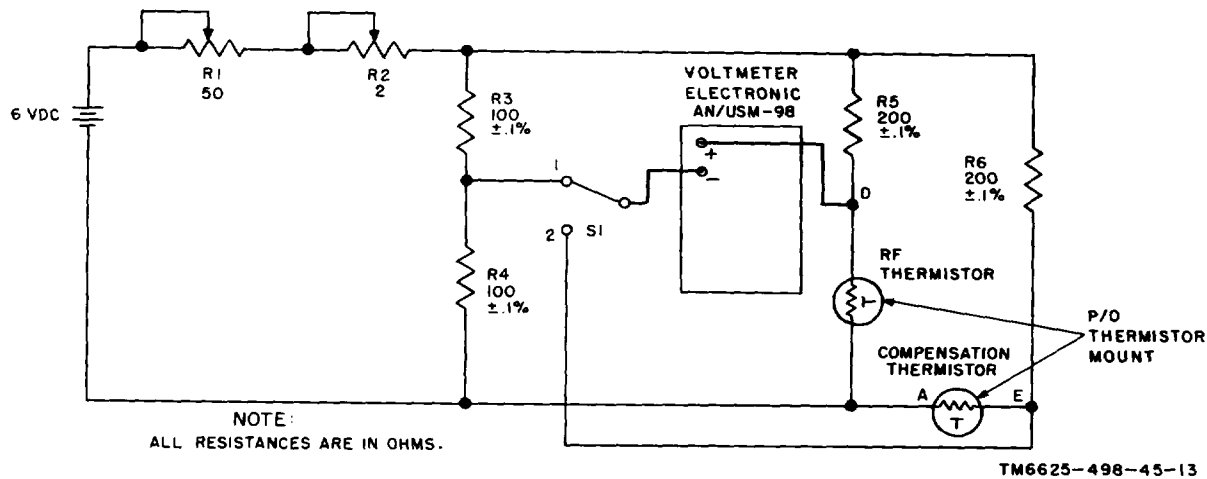 6 VDC
R1
50
R2
2
R3
100
±.1%
VOLTMETER
ELECTRONIC
AN/USM-98
+
-
R5
200
±.1%
R6
200
±.1%
1
2 S1
D
R4
100
±.1%
RF
THERMISTOR
T
P/O
THERMISTOR
MOUNT
COMPENSATION
THERMISTOR
A
E
T
NOTE:
ALL RESISTANCES ARE IN OHMS.
TM6625-498-45-13